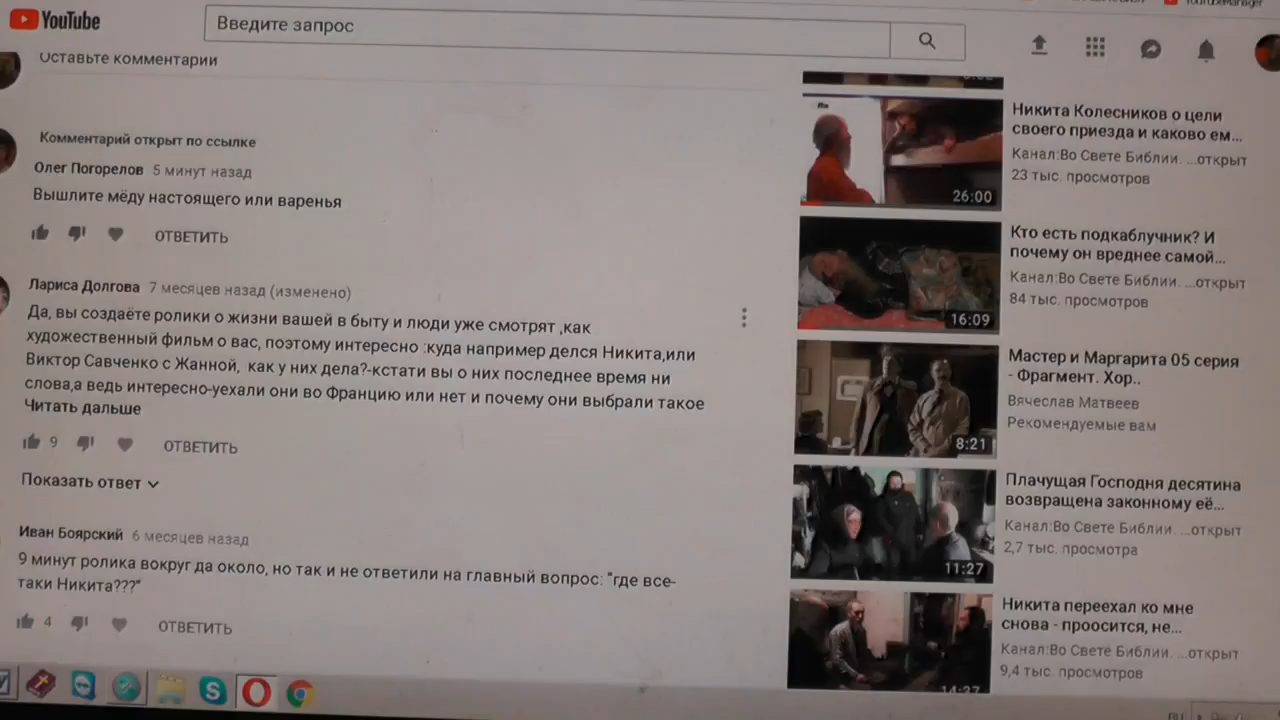 YouTube
Введите запрос
Оставьте комментарии
Комментарий открыт по ссылке
Олег Погорелов 5 минут назад
Вышлите мёду настоящего или варенья
ОТВЕТИТЬ
Лариса Долгова 7 месяцев назад (изменено)
Да, вы создаёте ролики о жизни вашей в быту и люди уже смотрят ,как
художественный фильм о вас, поэтому интересно :куда например делся Никита,или
Виктор Савченко с Жанной, как у них дела?-кстати вы о них последнее время ни
слова,а ведь интересно-уехали они во Францию или нет и почему они выбрали такое
Читать дальше
9 ОТВЕТИТЬ
Показать ответ
Иван Боярский 6 месяцев назад
9 минут ролика вокруг да около, но так и не ответили на главный вопрос: "где все-
таки Никита???"
4 ОТВЕТИТЬ
Никита Колесников о цели
своего приезда и каково ем...
Канал:Во Свете Библии. ...открыт
23 тыс. просмотров
26:00
Кто есть подкаблучник? И
почему он вреднее самой...
Канал:Во Свете Библии. ...открыт
84 тыс. просмотров
16:09
Мастер и Маргарита 05 серия
- Фрагмент. Хор..
Вячеслав Матвеев
Рекомендуемые вам
8:21
Плачущая Господня десятина
возвращена законному её...
Канал:Во Свете Библии. ...открыт
2,7 тыс. просмотра
11:27
Никита переехал ко мне
снова - проосится, не...
Канал:Во Свете Библии. ...открыт
9,4 тыс. просмотров
14:27
RU